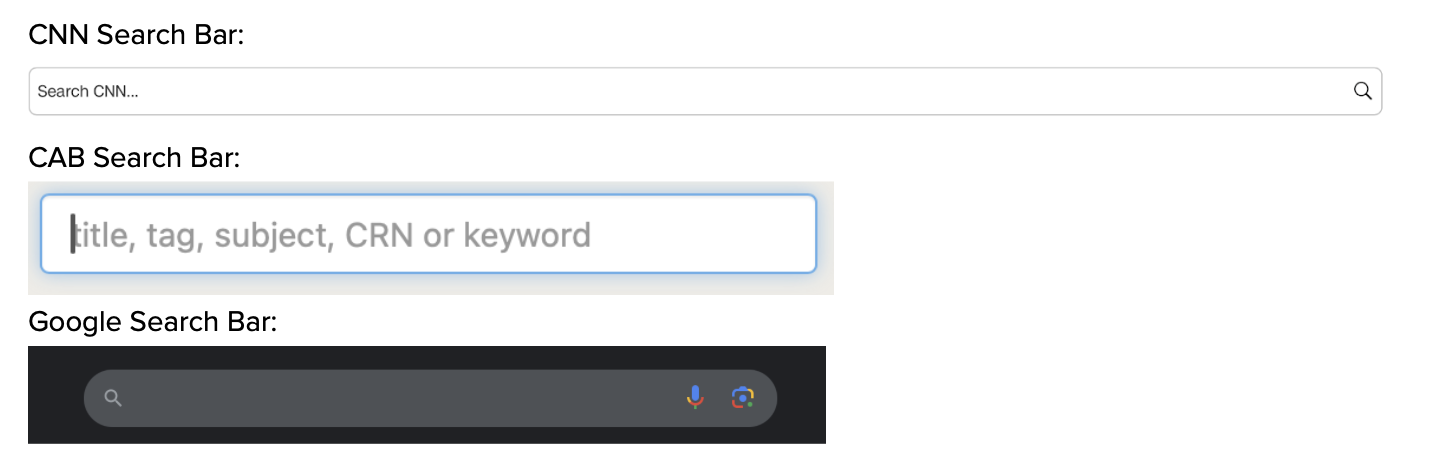 CNN Search Bar:
Search CNN...
CAB Search Bar:
title, tag, subject, CRN or keyword
Google Search Bar: